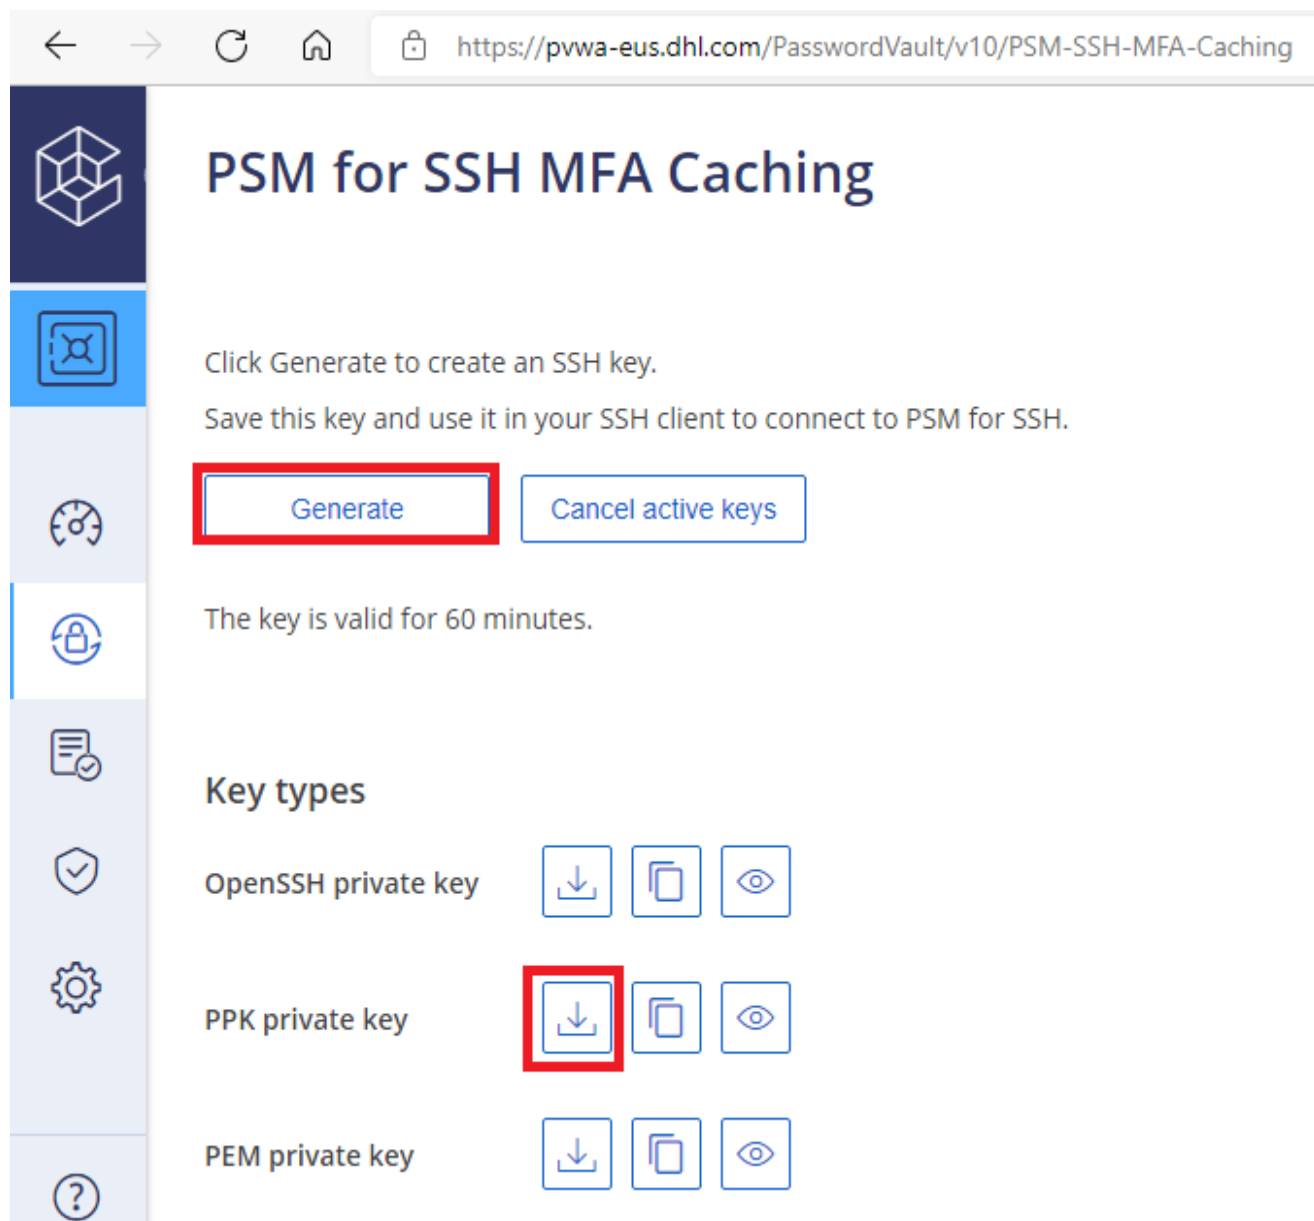 https://pvwa-eus.dhl.com/PasswordVault/v10/PSM-SSH-MFA-Caching
PSM for SSH MFA Caching
Click Generate to create an SSH key.
Save this key and use it in your SSH client to connect to PSM for SSH.
Generate
Cancel active keys
The key is valid for 60 minutes.
Key types
OpenSSH private key
PPK private key
PEM private key
?